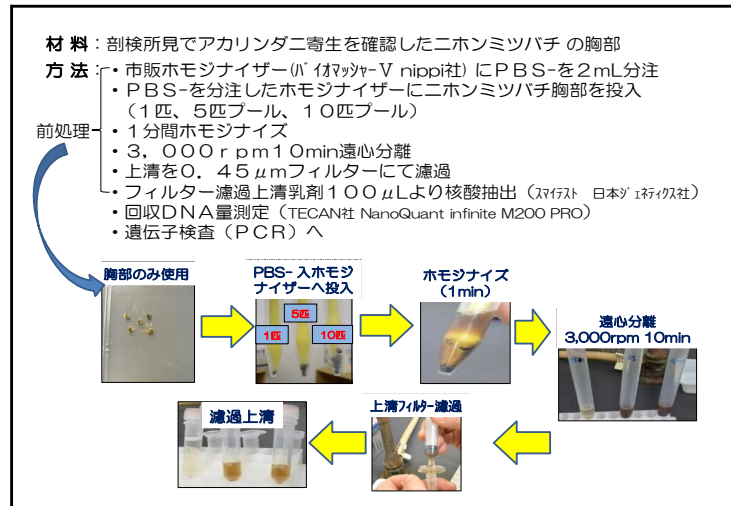 材料：剖検所見でアカリンダニ寄生を確認したニホンミツバチ の胸部
方法：・市販ホモジナイザー(ﾊﾞｲｵﾏｯｼｬｰⅤ nippi社) にＰＢＳ-を2mL分注
・ＰＢＳ-を分注したホモジナイザーにニホンミツバチ胸部を投入
（１匹、５匹プール、１０匹プール）
前処理
・１分間ホモジナイズ
・３，０００ｒｐｍ１０min遠心分離
・上清を０．４５μmフィルターにて濾過
・フィルター濾過上清乳剤１００μLより核酸抽出（ｽﾏｲﾃｽﾄ 日本ｼﾞｪﾈﾃｨｸｽ社）
・回収ＤＮＡ量測定（TECAN社 NanoQuant infinite M200 PRO）
・遺伝子検査（ＰＣＲ）へ
胸部のみ使用
PBS- 入ホモジ
ナイザーへ投入
1匹
5匹
10匹
ホモジナイズ
（1min）
遠心分離
3,000rpm 10min
上清ﾌｨﾙﾀｰ濾過
濾過上清